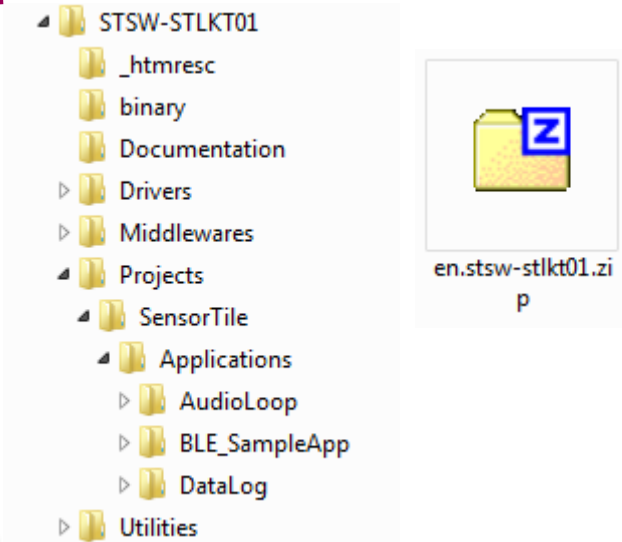 STSW-STLKT01
_htmresc
binary
Documentation
Drivers
Middlewares
Projects
SensorTile
Applications
AudioLoop
BLE_SampleApp
DataLog
Utilities
Z
en.stsw-stlkt01.zi
p